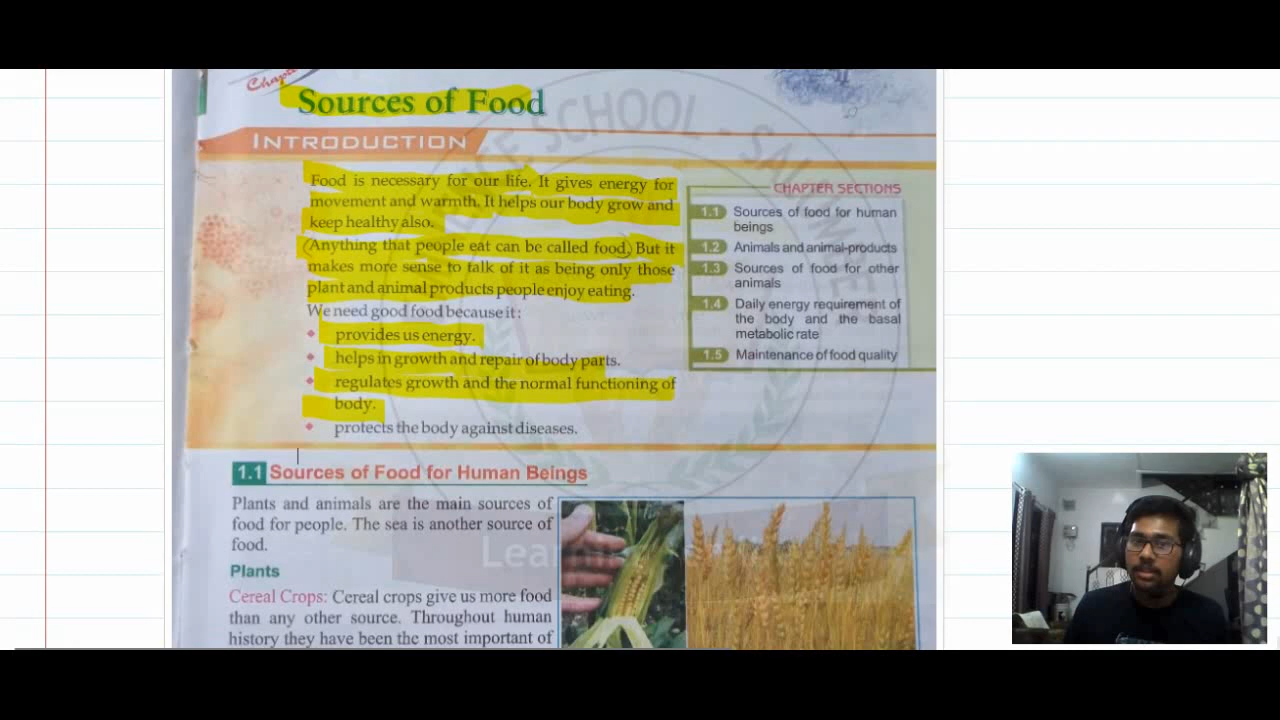 Sources of Food
INTRODUCTION
Food is necessary for our life. It gives energy for
movement and warmth. It helps our body grow and
keep healthy also.
(Anything that people eat can be called food.) But it
makes more sense to talk of it as being only those
plant and animal products people enjoy eating.
We need good food because it:
provides us energy.
helps in growth and repair of body parts.
regulates growth and the normal functioning of
body.
protects the body against diseases.
CHAPTER SECTIONS
1.1 Sources of food for human
beings
1.2 Animals and animal-products
1.3 Sources of food for other
animals
1.4 Daily energy requirement of
the body and the basal
metabolic rate
1.5 Maintenance of food quality
1.1 Sources of Food for Human Beings
Plants and animals are the main sources of
food for people. The sea is another source of
food.
Plants
Cereal Crops: Cereal crops give us more food
than any other source. Throughout human
history they have been the most important of
SCHOOL